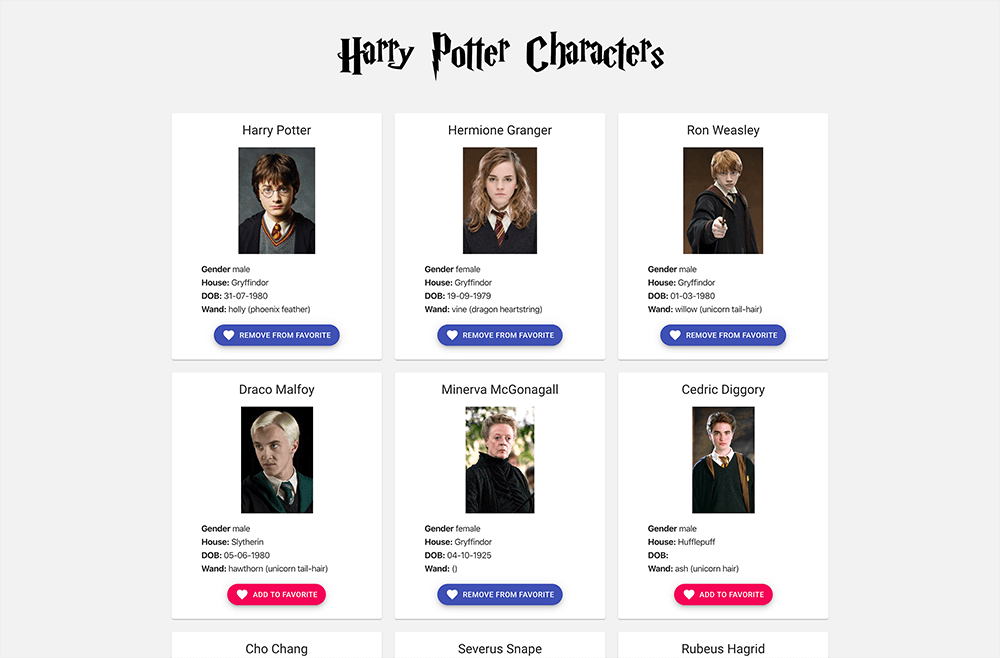 Harry Potter Characters
Harry Potter
Gender male
House: Gryffindor
DOB: 31-07-1980
Wand: holly (phoenix feather)
REMOVE FROM FAVORITE
Hermione Granger
Gender female
House: Gryffindor
DOB: 19-09-1979
Wand: vine (dragon heartstring)
REMOVE FROM FAVORITE
Ron Weasley
Gender male
House: Gryffindor
DOB: 01-03-1980
Wand: willow (unicorn tail-hair)
REMOVE FROM FAVORITE
Draco Malfoy
Gender male
House: Slytherin
DOB: 05-06-1980
Wand: hawthorn (unicorn tail-hair)
ADD TO FAVORITE
Minerva McGonagall
Gender female
House: Gryffindor
DOB: 04-10-1925
Wand: ()
REMOVE FROM FAVORITE
Cedric Diggory
Gender male
House: Hufflepuff
DOB:
Wand: ash (unicorn hair)
ADD TO FAVORITE
Cho Chang
Severus Snape
Rubeus Hagrid